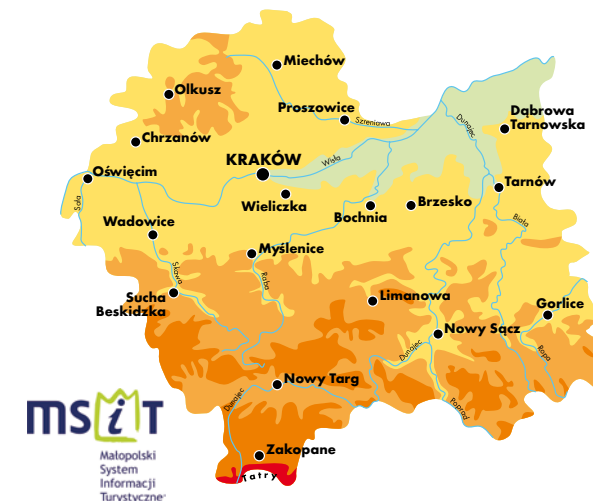 Miechów
Olkusz
Proszowice
Szreniawa
Dunajec
Dąbrowa
Tarnowska
Chrzanów
KRAKÓW
Wisła
Oświęcim
Tarnów
Soła
Wieliczka
Bochnia
Brzesko
Wadowice
Biała
Myślenice
Skawa
Raba
Sucha
Beskidzka
Limanowa
Gorlice
Nowy Sącz
Dunajec
Ropa
Nowy Targ
Dunajec
Poprad
msiT
Zakopane
Tatry
Małopolski
System
Informacji
Turystycznej